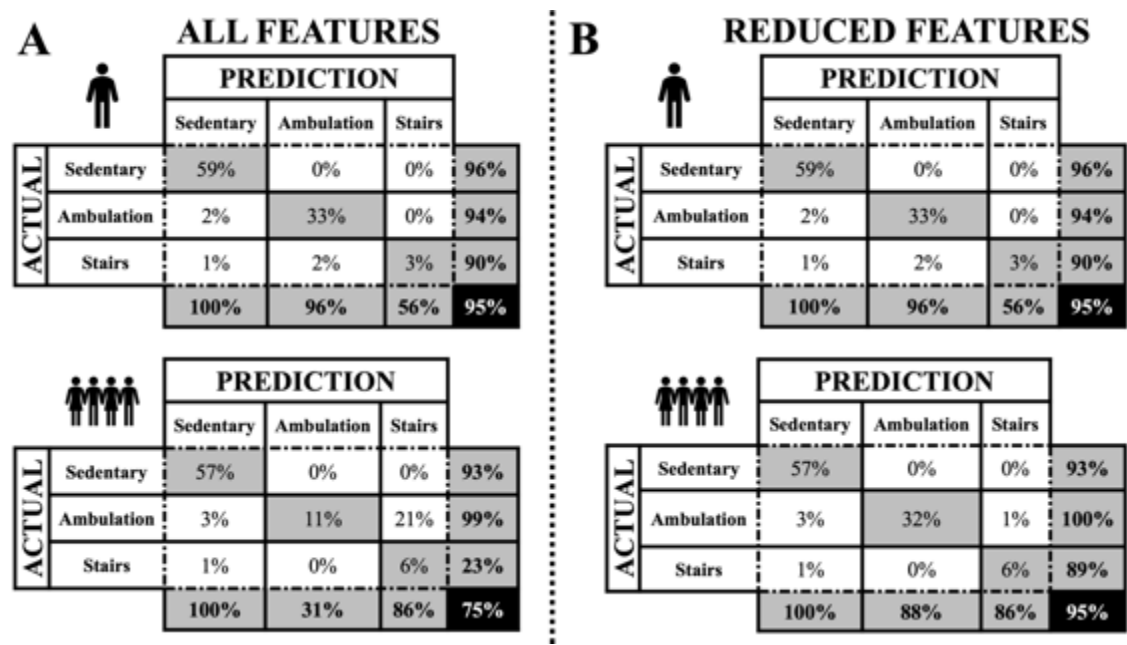 A ALL FEATURES
PREDICTION
Sedentary Ambulation Stairs
ACTUAL
Sedentary 59% 0% 0% 96%
Ambulation 2% 33% 0% 94%
Stairs 1% 2% 3% 90%
100% 96% 56% 95%
PREDICTION
Sedentary Ambulation Stairs
ACTUAL
Sedentary 57% 0% 0% 93%
Ambulation 3% 11% 21% 99%
Stairs 1% 0% 6% 23%
100% 31% 86% 75%
B REDUCED FEATURES
PREDICTION
Sedentary Ambulation Stairs
ACTUAL
Sedentary 59% 0% 0% 96%
Ambulation 2% 33% 0% 94%
Stairs 1% 2% 3% 90%
100% 96% 56% 95%
PREDICTION
Sedentary Ambulation Stairs
ACTUAL
Sedentary 57% 0% 0% 93%
Ambulation 3% 32% 1% 100%
Stairs 1% 0% 6% 89%
100% 88% 86% 95%